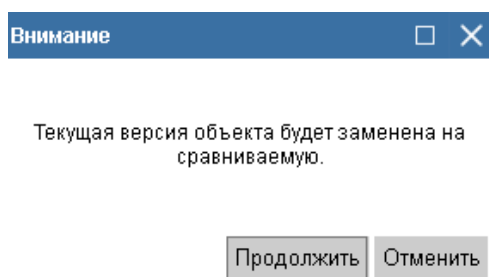 Внимание
Текущая версия объекта будет заменена на
сравниваемую.
Продолжить Отменить